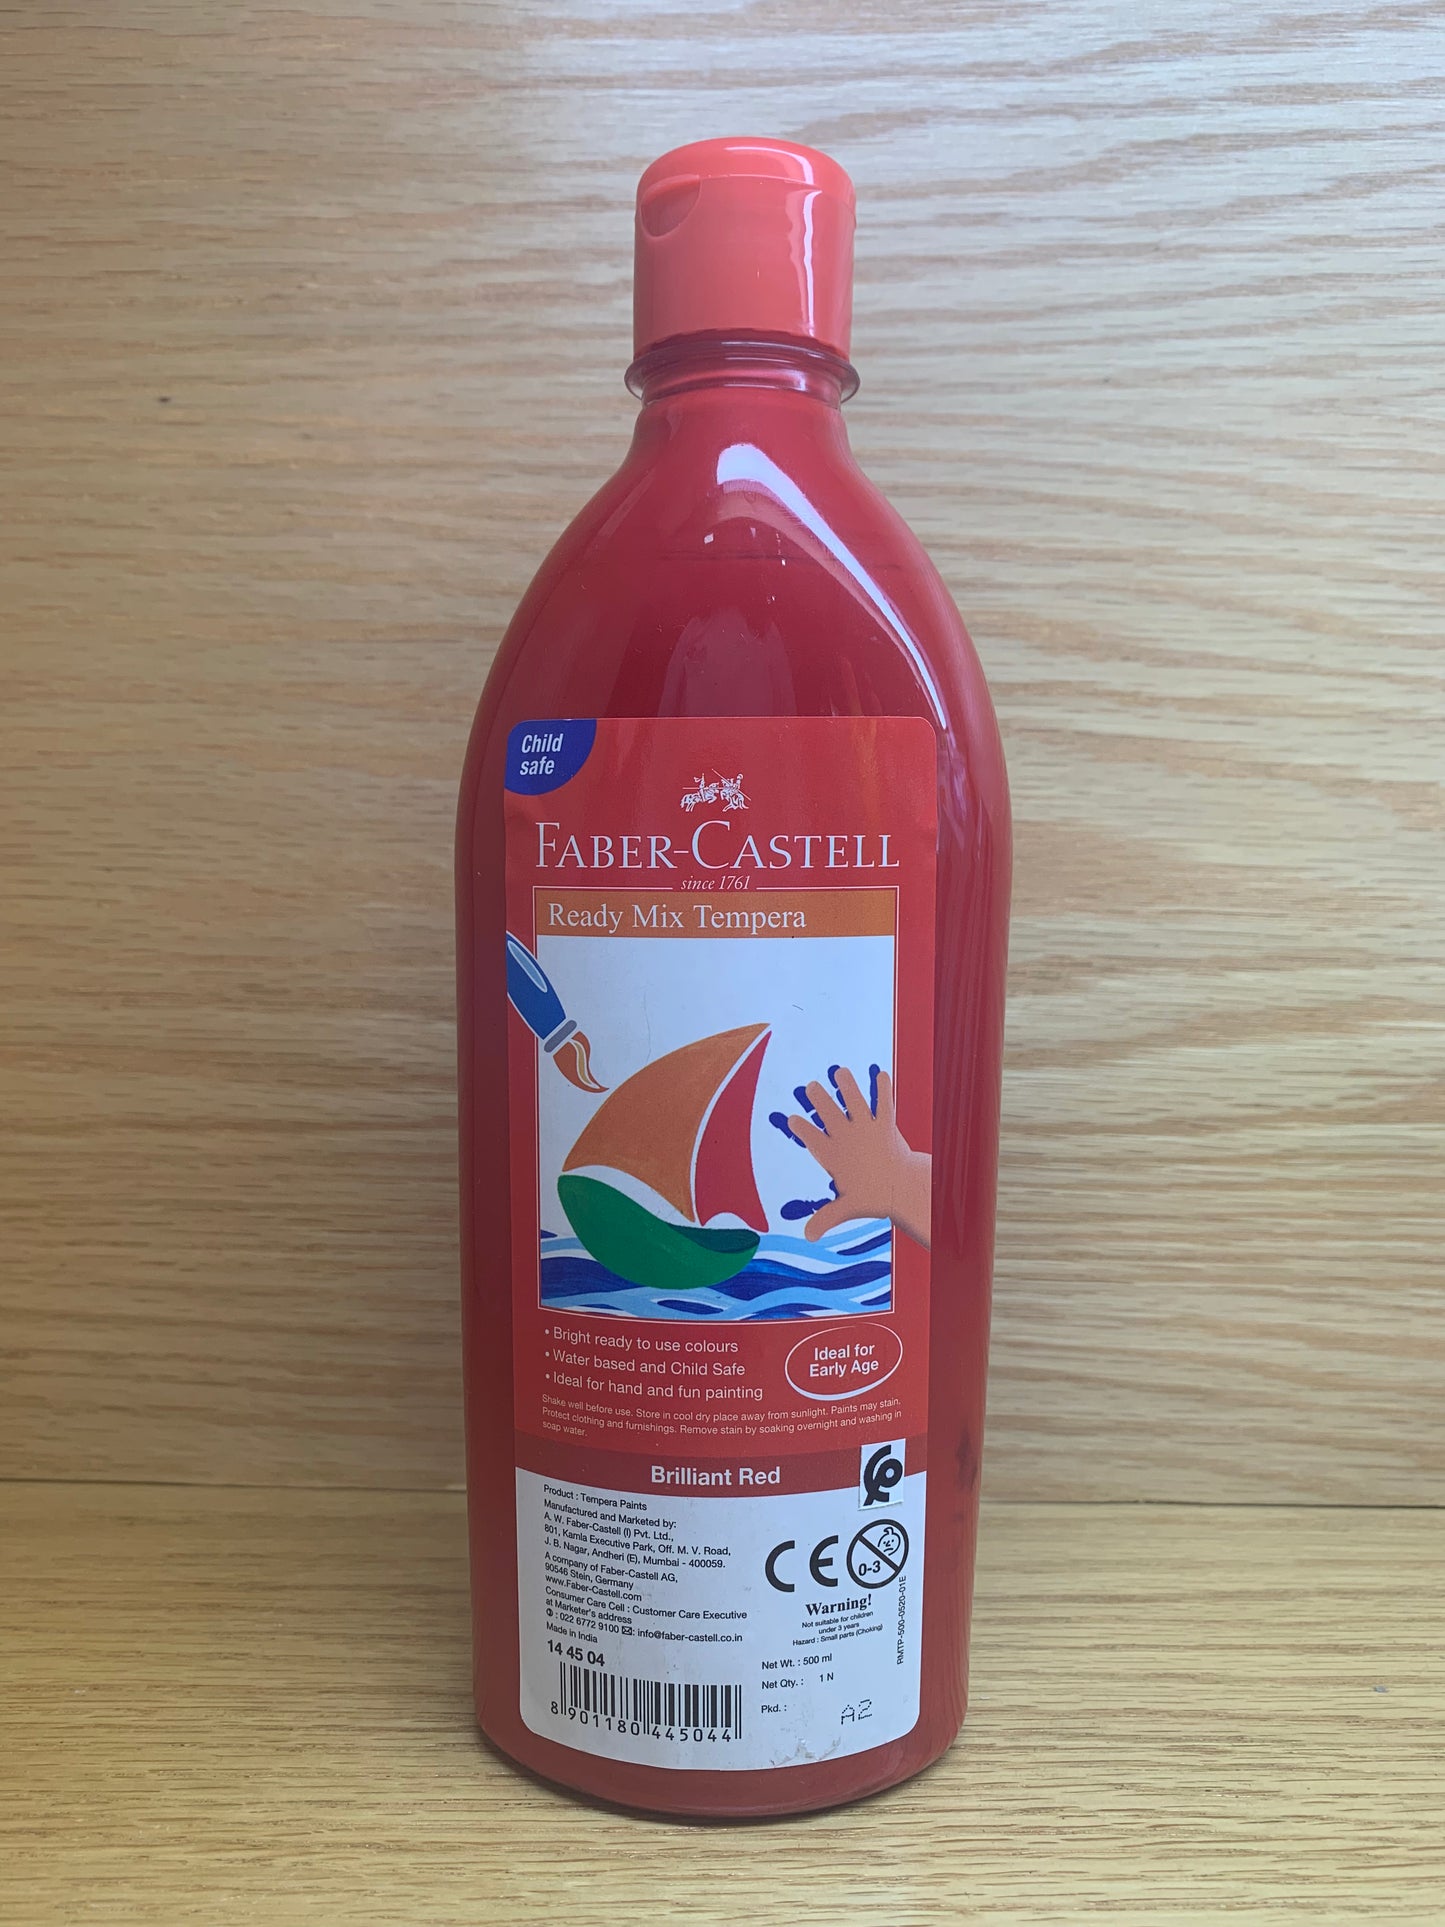 Child
safe
FABER-CASTELL
since 1761
Ready Mix Tempera
• Bright ready to use colours
• Water based and Child Safe
• Ideal for hand and fun painting
Ideal for
Early Age
Shake well before use. Store in cool dry place away from sunlight. Paints may stain.
Protect clothing and furnishings. Remove stain by soaking overnight and washing in
soap water.
Brilliant Red
Product : Tempera Paints
Manufactured and Marketed by:
A. W. Faber-Castell (I) Pvt. Ltd.,
801, Kamla Executive Park, Off. M. V. Road,
J. B. Nagar, Andheri (E), Mumbai - 400059.
A company of Faber-Castell AG,
90546 Stein, Germany
www.Faber-Castell.com
Consumer Care Cell : Customer Care Executive
at Marketer's address
✆ : 022 6772 9100 ✉: info@faber-castell.co.in
Made in India
14 45 04
8 901180 445044
CE
0-3
Warning!
Not suitable for children
under 3 years
Hazard : Small parts (Choking)
RMTP-500-0520-01E
Net Wt. : 500 ml
Net Qty. : 1 N
Pkd. : A2